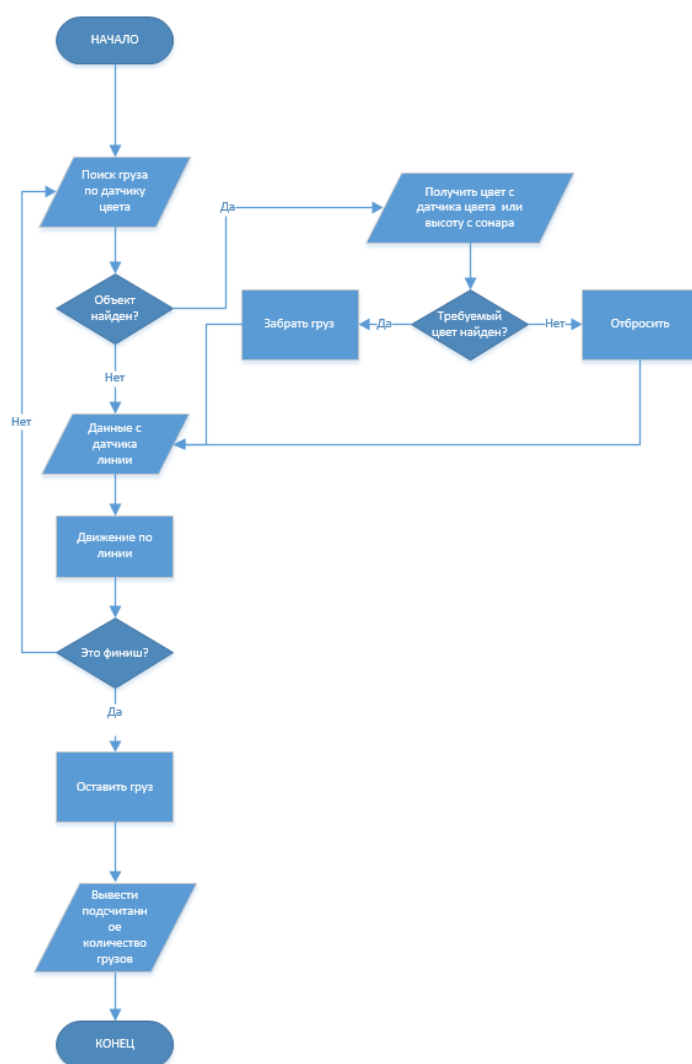 НАЧАЛО
Поиск груза
по датчику
цвета
Да
Получить цвет с
датчика цвета или
высоту с сонара
Объект
найден?
Забрать груз
Да
Требуемый
цвет найден?
Нет
Отбросить
Нет
Нет
Данные с
датчика
линии
Движение по
линии
Это финиш?
Да
Оставить груз
Вывести
подсчитанн
ое
количество
грузов
КОНЕЦ